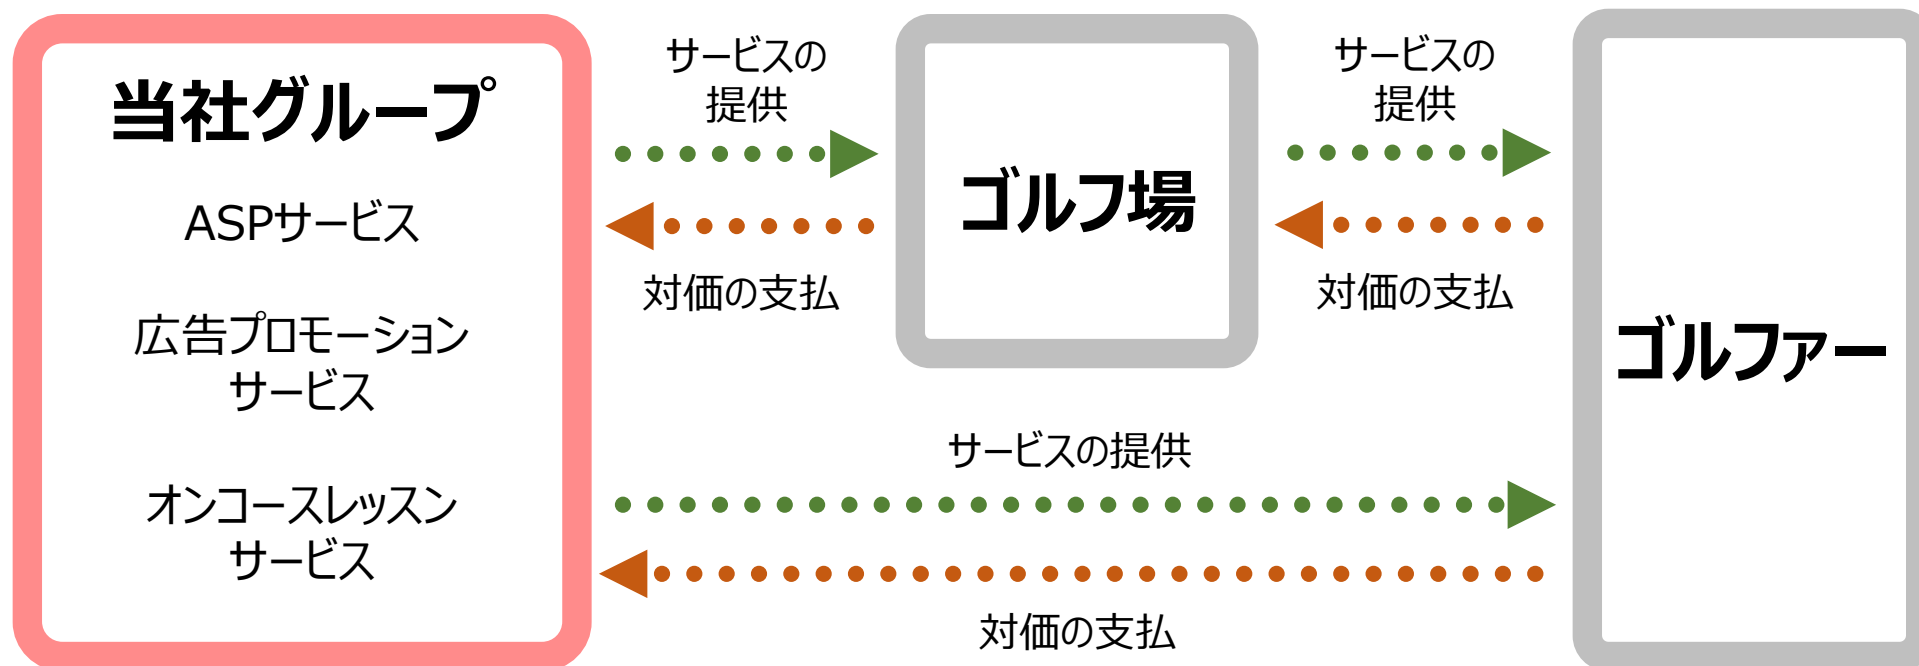 当社グループ
ASPサービス
広告プロモーション
サービス
オンコースレッスン
サービス
サービスの
提供
対価の支払
ゴルフ場
サービスの
提供
対価の支払
サービスの提供
対価の支払
ゴルファー